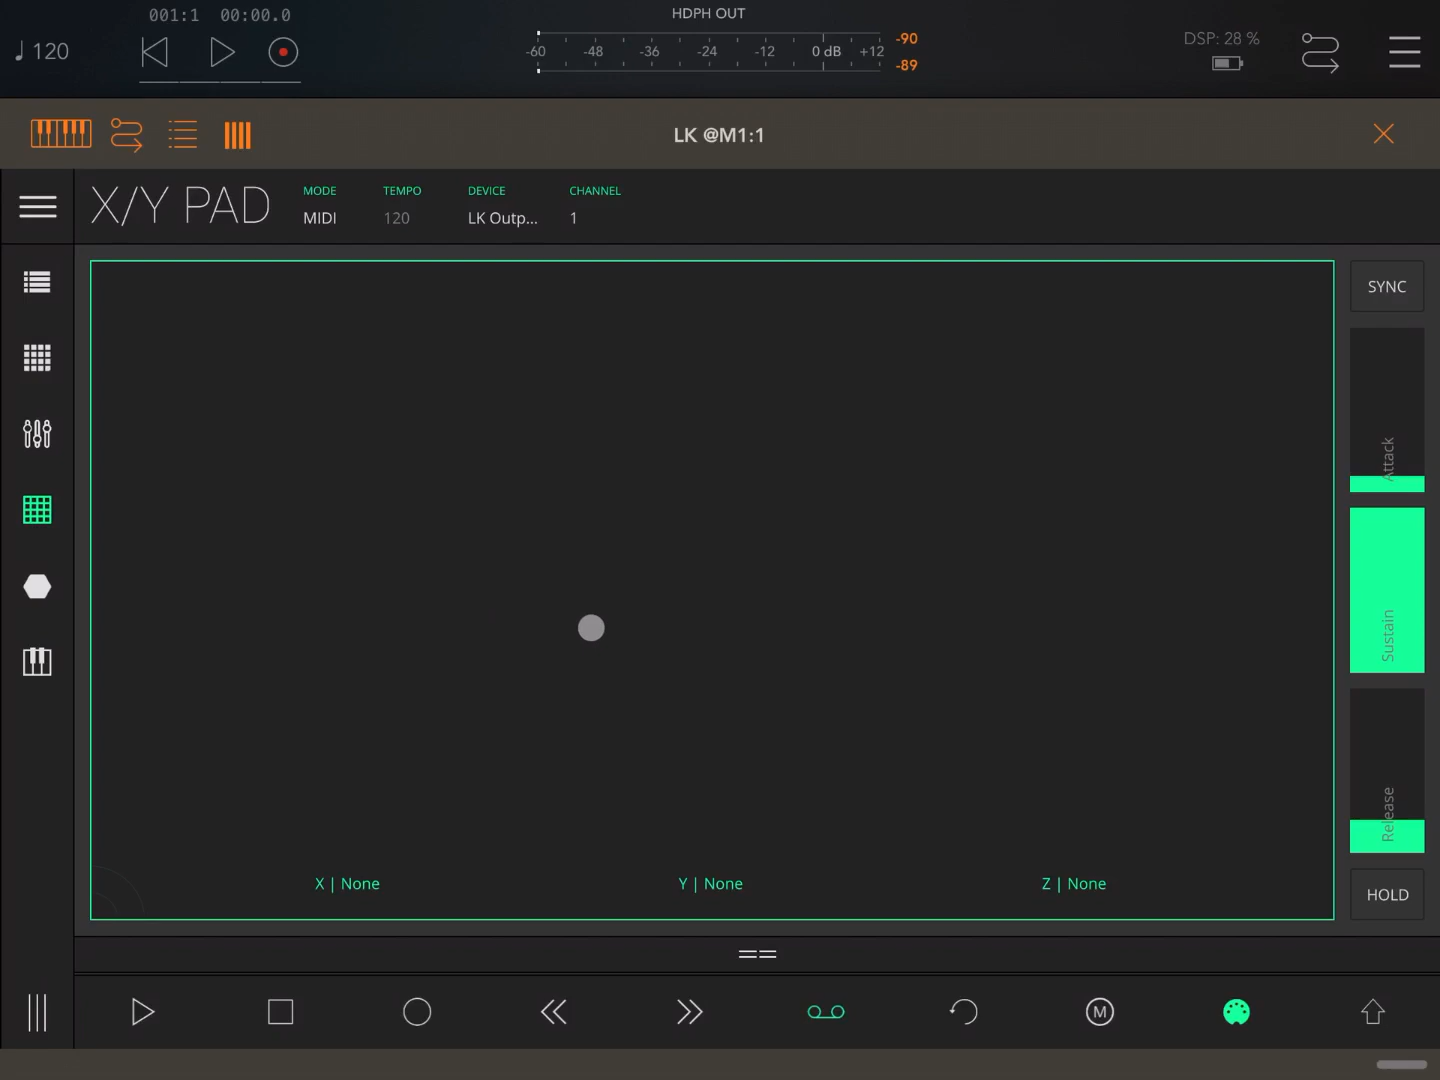 001:1 00:00.0
HDPH OUT
120
-60 -48 -36 -24 -12 0 dB +12
-90
-89
DSP: 28 %
LK @M1:1
X/Y PAD
MODE TEMPO DEVICE CHANNEL
MIDI 120 LK Outp... 1
SYNC
Attack
Sustain
Release
X | None Y | None Z | None
HOLD
M